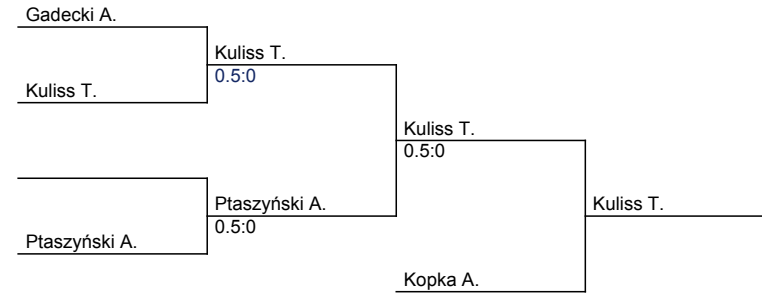 Gadecki A.
Kuliss T.
0.5:0
Kuliss T.
Kuliss T.
0.5:0
Ptaszyński A.
0.5:0
Kuliss T.
Ptaszyński A.
Kopka A.